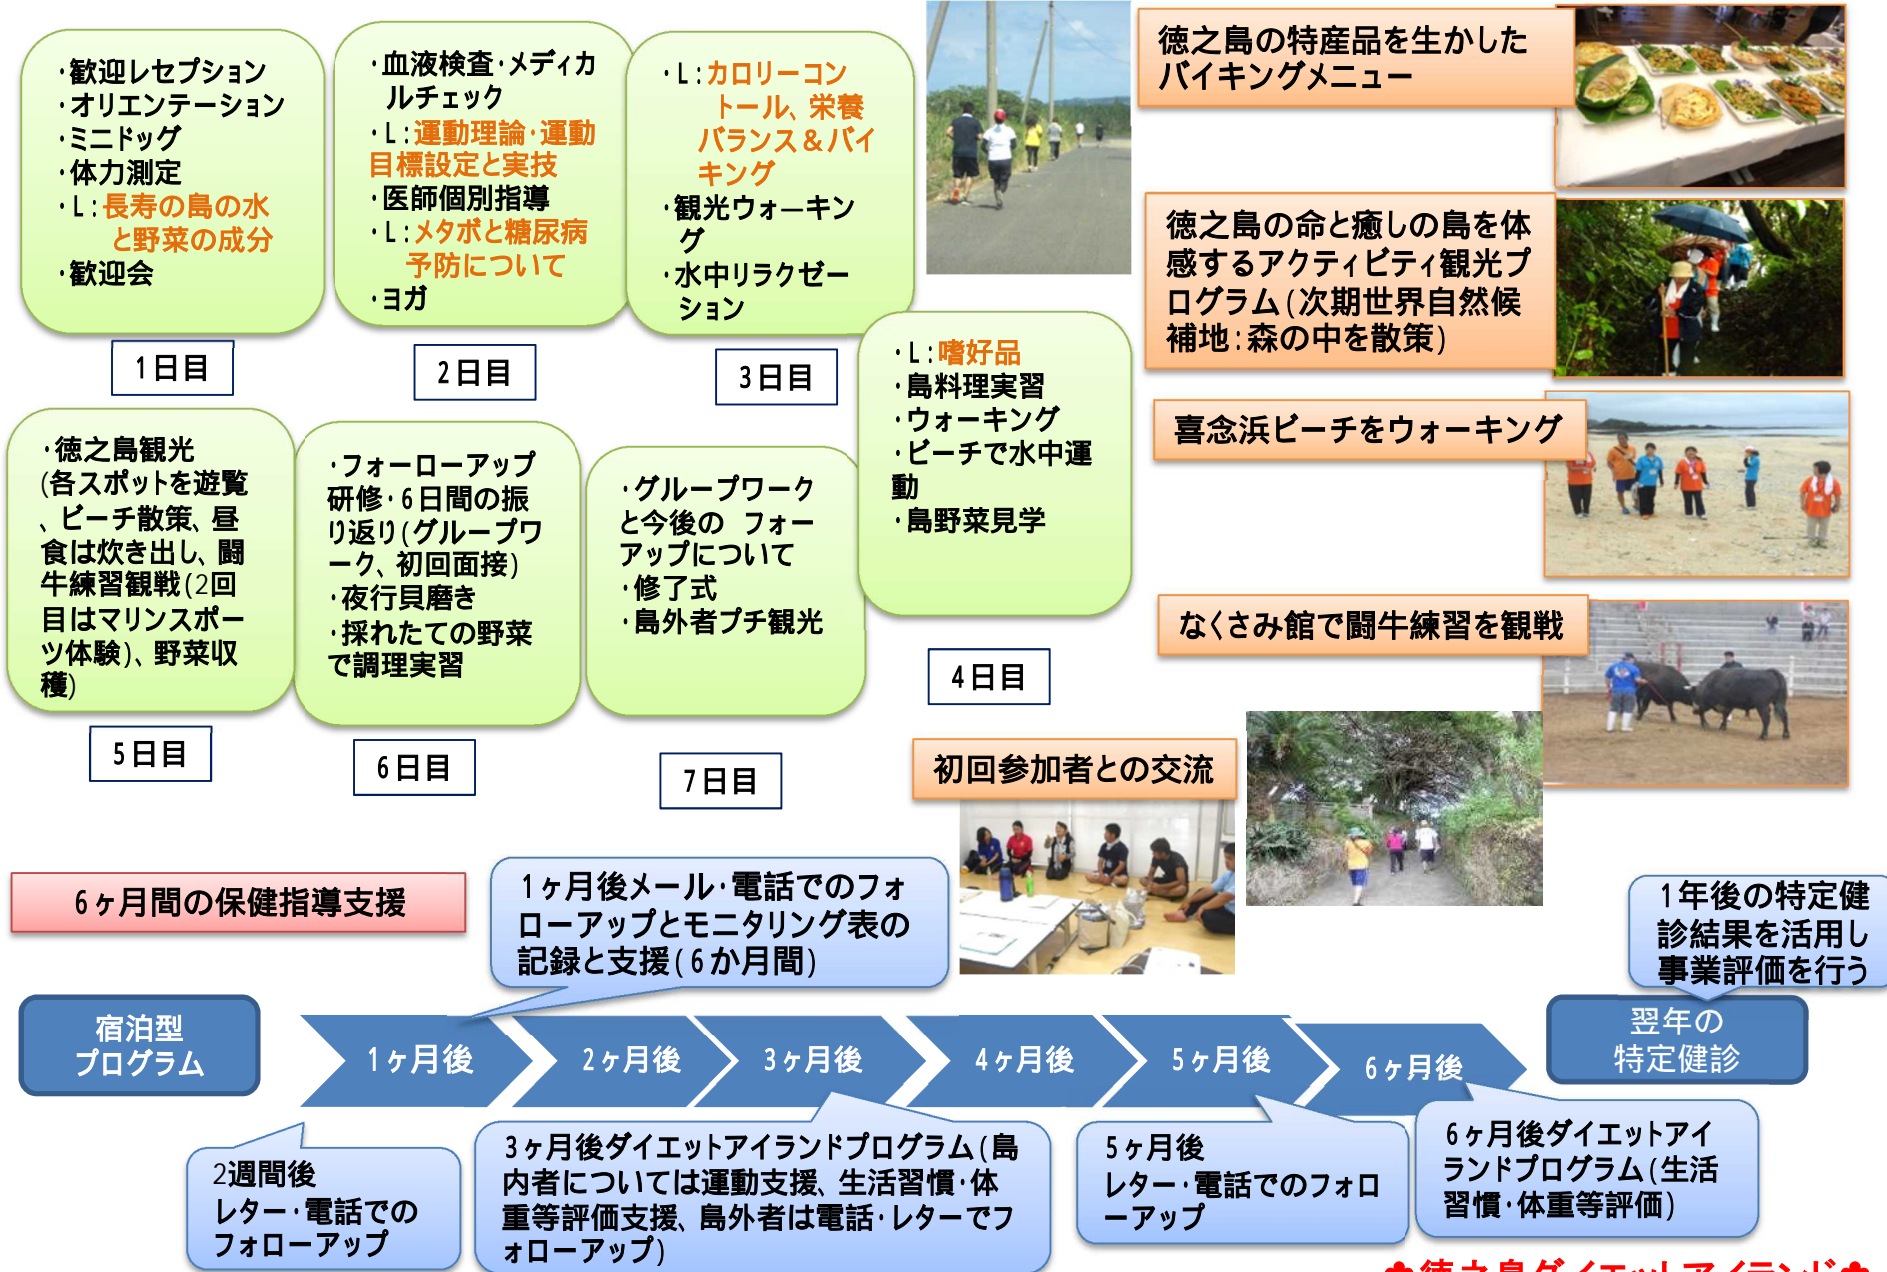 ・歓迎レセプション
・オリエンテーション
・ミニドッグ
・体力測定
・L:長寿の島の水
と野菜の成分
・歓迎会
1日目
・血液検査・メディカ
ルチェック
・L:運動理論・運動
目標設定と実技
・医師個別指導
・L:メタボと糖尿病
予防について
・ヨガ
2日目
・L:カロリーコン
トール、栄養
バランス&バイ
キング
・観光ウォーキン
グ
・水中リラクゼー
ション
3日目
・L:嗜好品
・島料理実習
・ウォーキング
・ビーチで水中運
動
・島野菜見学
4日目
・徳之島観光
(各スポットを遊覧
、ビーチ散策、昼
食は炊き出し、闘
牛練習観戦(2回
目はマリンスポー
ツ体験)、野菜収
穫)
5日目
・フォーローアップ
研修・6日間の振
り返り(グループワ
ーク、初回面接)
・夜行貝磨き
・採れたての野菜
で調理実習
6日目
・グループワーク
と今後の フォー
アップについて
・修了式
・島外者プチ観光
7日目
徳之島の特産品を生かした
バイキングメニュー
徳之島の命と癒しの島を体
感するアクティビティ観光プ
ログラム(次期世界自然候
補地:森の中を散策)
喜念浜ビーチをウォーキング
なくさみ館で闘牛練習を観戦
初回参加者との交流
6ヶ月間の保健指導支援
1ヶ月後メール・電話でのフォ
ローアップとモニタリング表の
記録と支援(6か月間)
1年後の特定健
診結果を活用し
事業評価を行う
宿泊型
プログラム
1ヶ月後
2ヶ月後
3ヶ月後
4ヶ月後
5ヶ月後
6ヶ月後
翌年の
特定健診
2週間後
レター・電話での
フォローアップ
3ヶ月後ダイエットアイランドプログラム(島
内者については運動支援、生活習慣・体
重等評価支援、島外者は電話・レターでフ
ォローアップ)
5ヶ月後
レター・電話でのフォロ
ーアップ
6ヶ月後ダイエットアイ
ランドプログラム(生活
習慣・体重等評価)
徳之島ダイエットアイランド